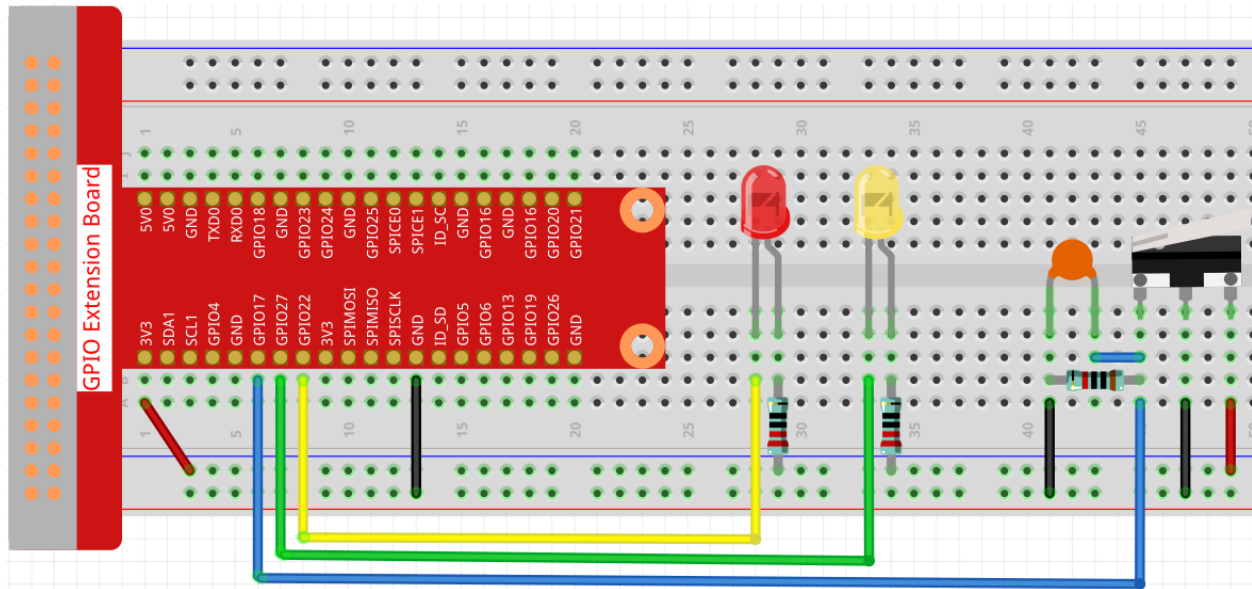 GPIO Extension Board
1 5 10 15 20 25 30 35 40 45
J
I
5V0
5V0
GND
TXD0
RXD0
GPIO18
GND
GPIO23
GPIO24
GND
GPIO25
SPICE0
SPICE1
ID_SC
GND
GPIO16
GND
GPIO16
GPIO20
GPIO21
3V3
SDA1
SCL1
GPIO4
GND
GPIO17
GPIO27
GPIO22
3V3
SPIMOSI
SPIMISO
SPISCLK
GND
ID_SD
GPIO5
GPIO6
GPIO13
GPIO19
GPIO26
GND
B
A
1 5 10 15 20 25 30 35 40 45